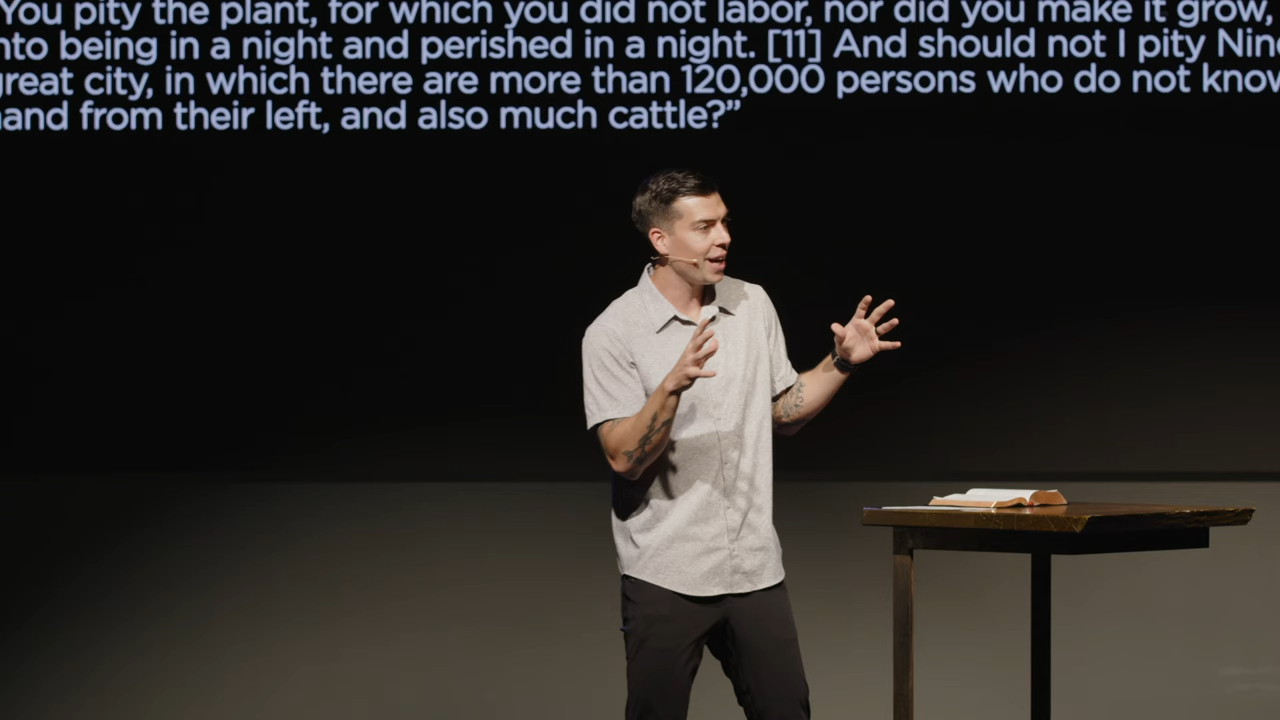 You pity the plant, for which you did not labor, nor did you make it grow,
nto being in a night and perished in a night. [11] And should not I pity Nine
great city, in which there are more than 120,000 persons who do not know
hand from their left, and also much cattle?”